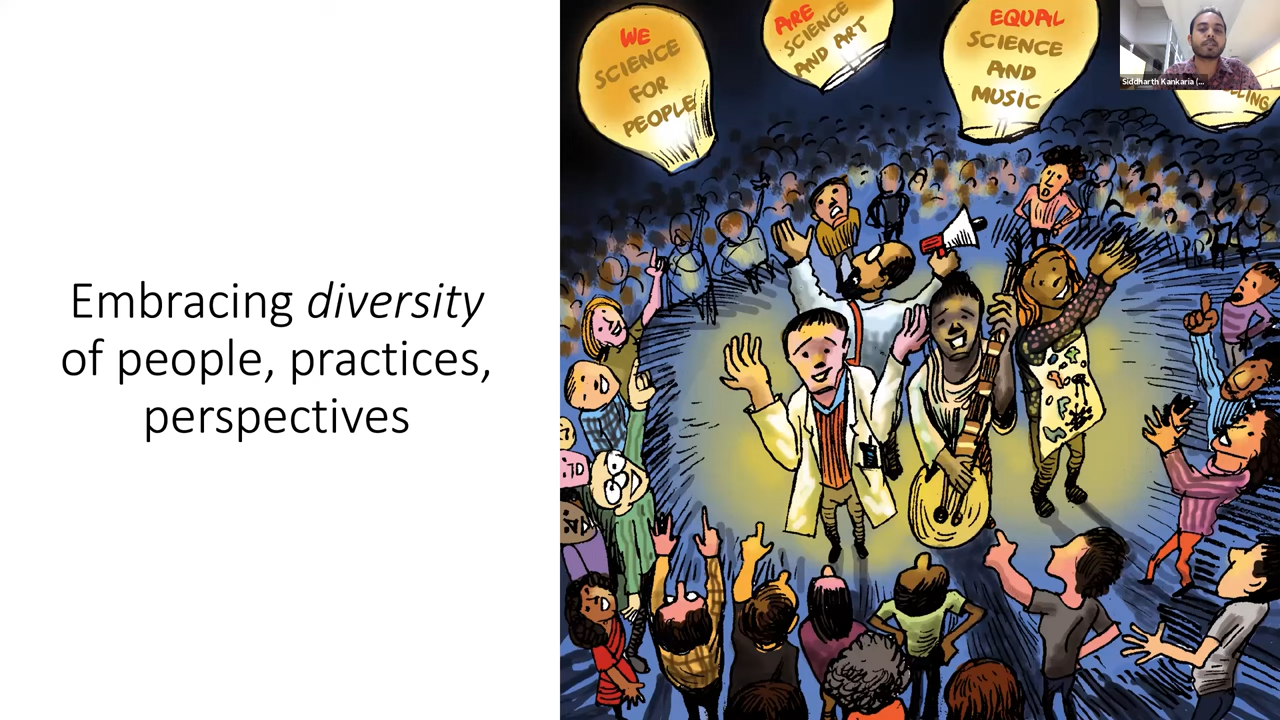 Embracing diversity
of people, practices,
perspectives
WE
SCIENCE
FOR
PEOPLE
ARE
SCIENCE
AND ART
EQUAL
SCIENCE
AND
MUSIC
Siddharth Kankaria (...